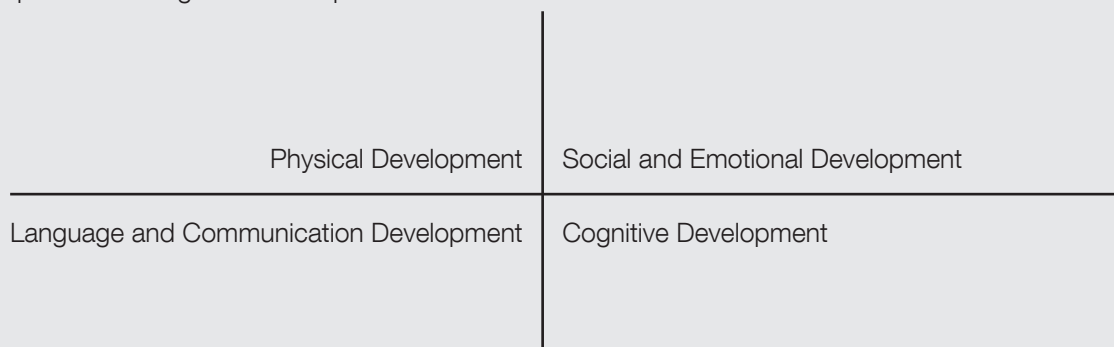 Physical Development
Social and Emotional Development
Language and Communication Development
Cognitive Development